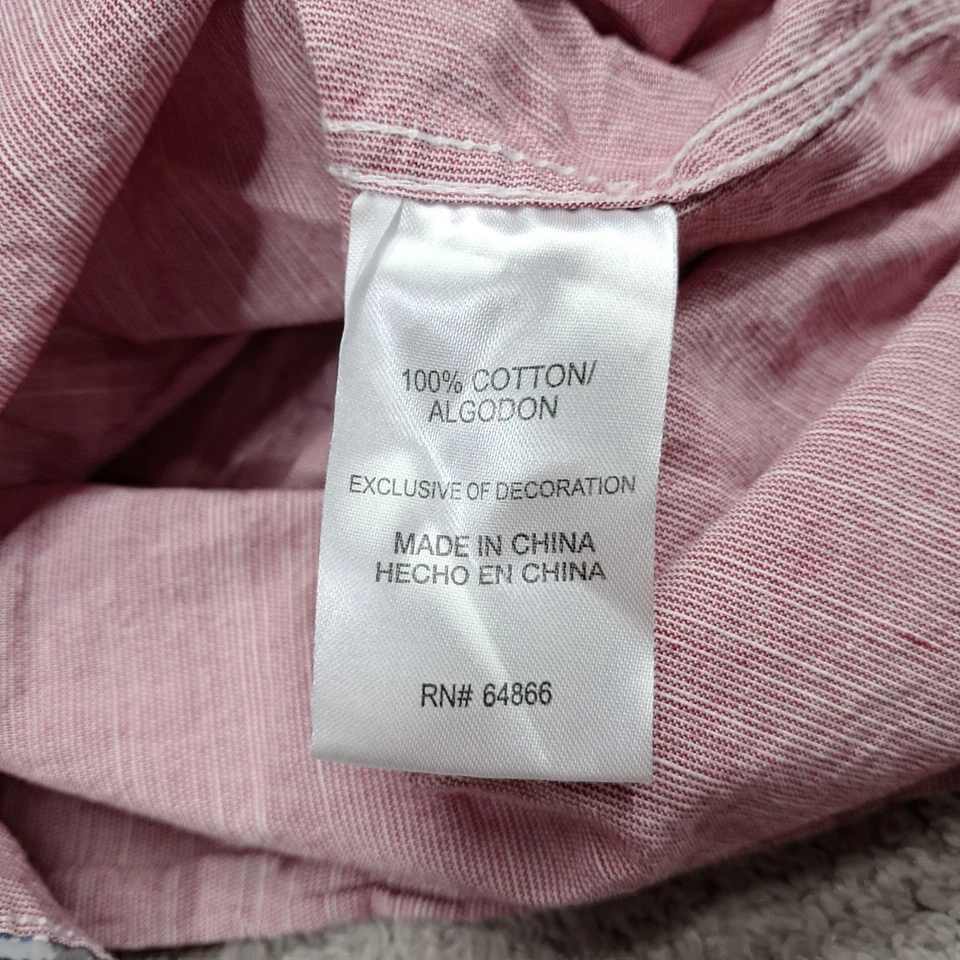 100% COTTON/
ALGODON
EXCLUSIVE OF DECORATION
MADE IN CHINA
HECHO EN CHINA
RN# 64866